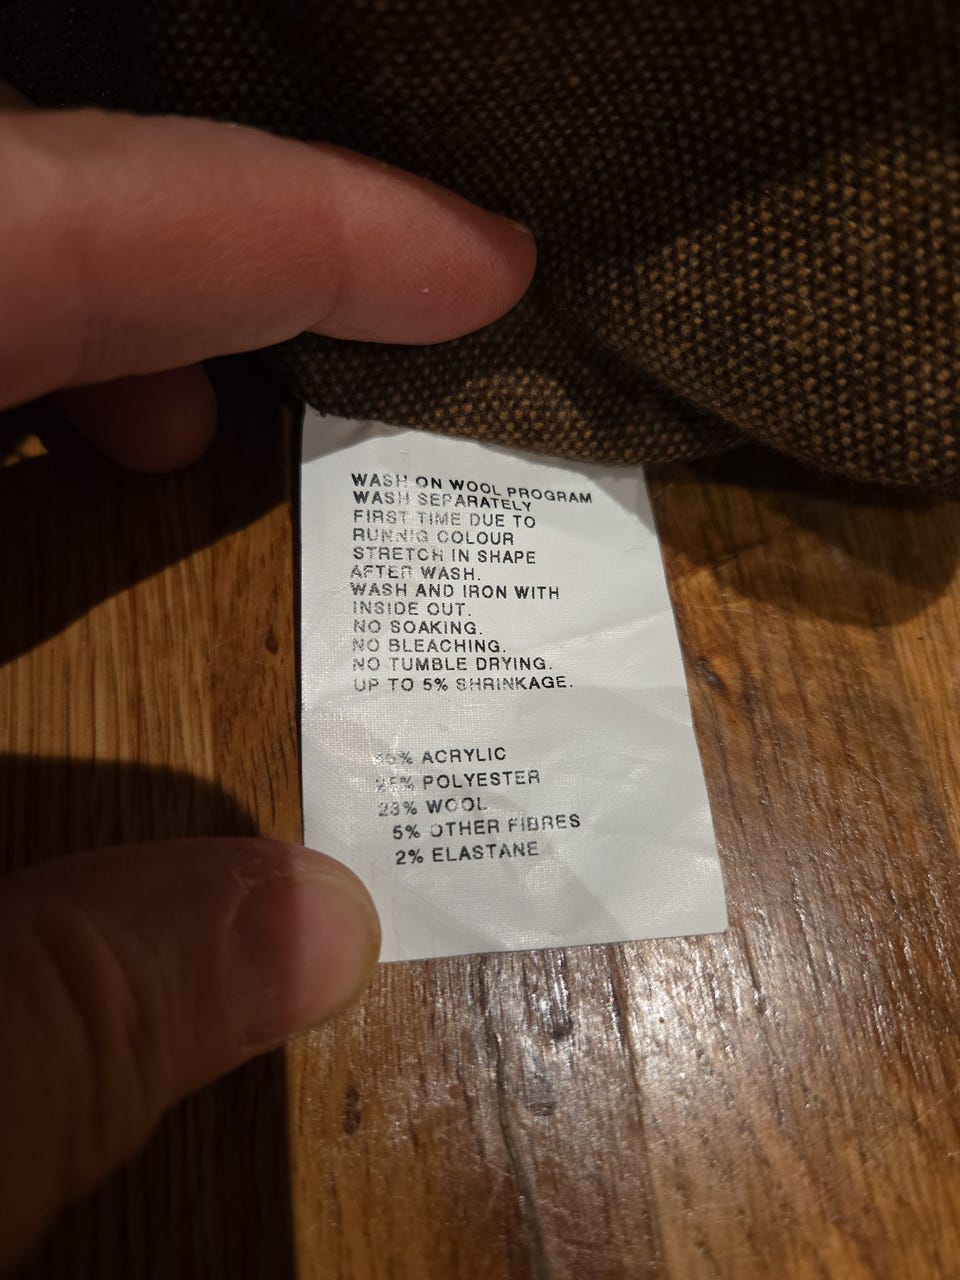 WASH ON WOOL PROGRAM
WASH SEPARATELY
FIRST TIME DUE TO
RUNNIG COLOUR
STRETCH IN SHAPE
AFTER WASH.
WASH AND IRON WITH
INSIDE OUT.
NO SOAKING.
NO BLEACHING.
NO TUMBLE DRYING.
UP TO 5% SHRINKAGE.
ACRYLIC
POLYESTER
23% WOOL
5% OTHER FIBRES
2% ELASTANE